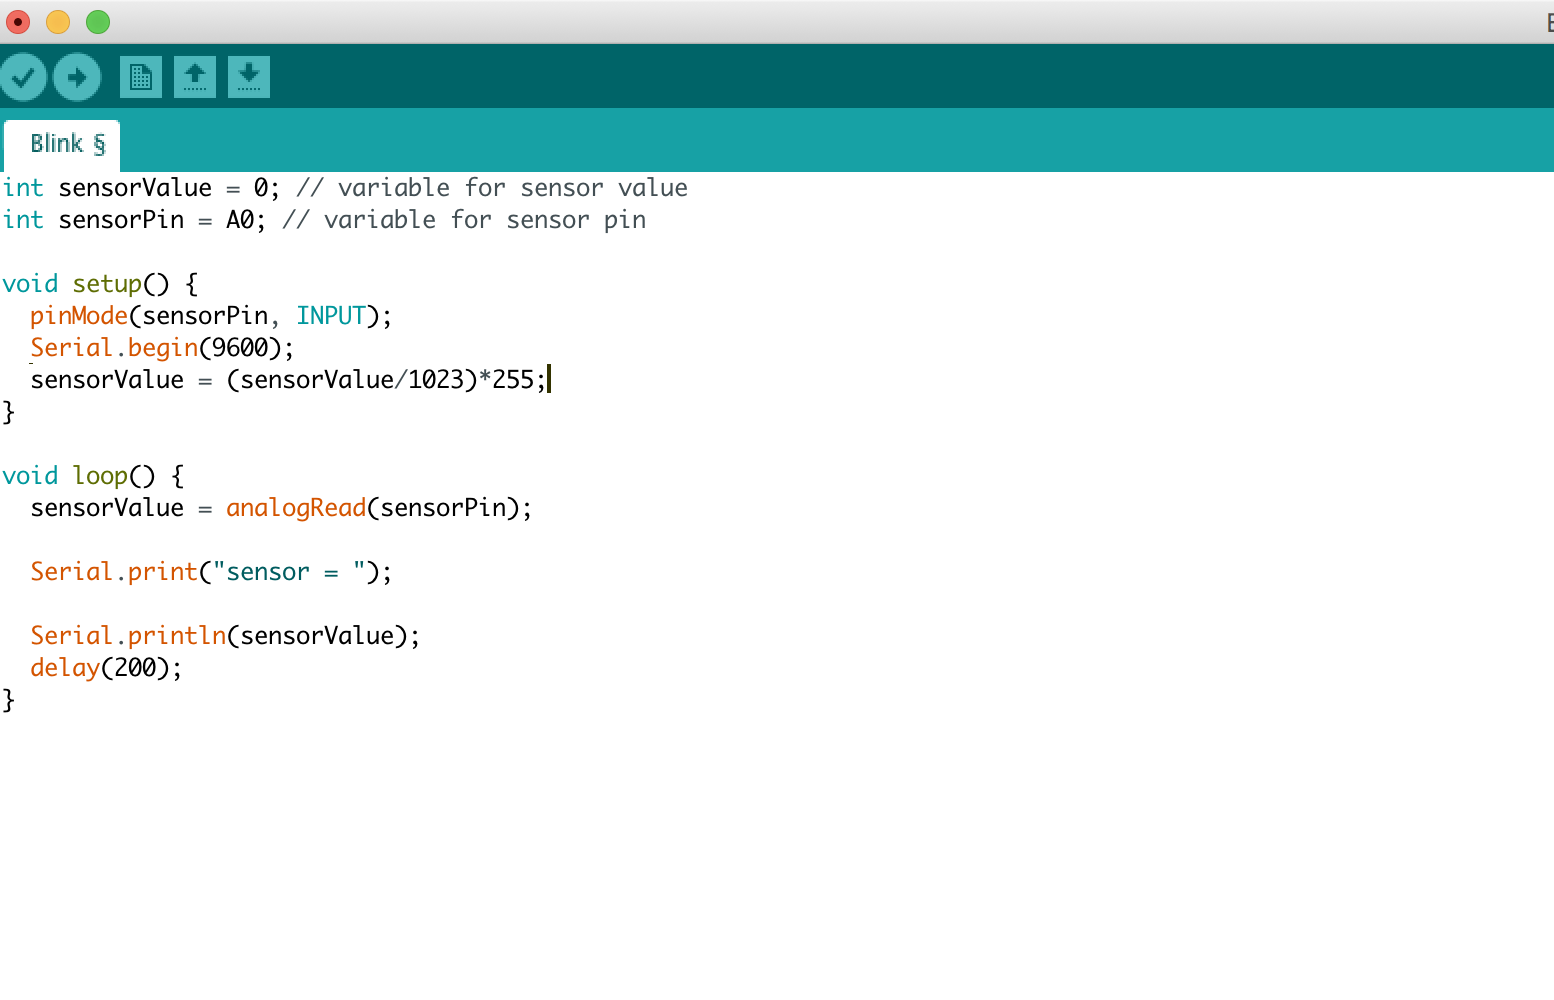 Blink §
int sensorValue = 0; // variable for sensor value
int sensorPin = A0; // variable for sensor pin
void setup() {
  pinMode(sensorPin, INPUT);
  Serial.begin(9600);
  sensorValue = (sensorValue/1023)*255;
}
void loop() {
  sensorValue = analogRead(sensorPin);
  Serial.print("sensor = ");
  Serial.println(sensorValue);
  delay(200);
}